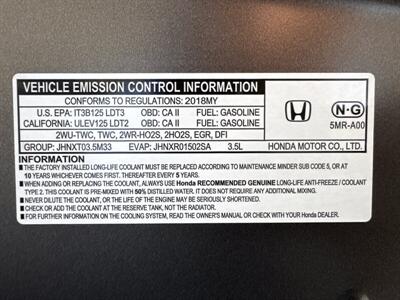 VEHICLE EMISSION CONTROL INFORMATION
CONFORMS TO REGULATIONS: 2018MY
U.S. EPA: IT3B125 LDT3 OBD: CA II FUEL: GASOLINE
CALIFORNIA: ULEV125 LDT2 OBD: CA II FUEL: GASOLINE
2WU-TWC, TWC, 2WR-HO2S, 2HO2S, EGR, DFI
GROUP: JHNXT03.5M33 EVAP: JHNXR01502SA 3.5L
HONDA
N-G
5MR-A00
HONDA MOTOR CO., LTD.
INFORMATION
■ THE FACTORY INSTALLED LONG-LIFE COOLANT MUST BE REPLACED ACCORDING TO MAINTENANCE MINDER SUB CODE 5, OR AT
10 YEARS WHICHEVER COMES FIRST. THEREAFTER EVERY 5 YEARS.
■ WHEN ADDING OR REPLACING THE COOLANT, ALWAYS USE Honda RECOMMENDED GENUINE LONG-LIFE ANTI-FREEZE / COOLANT
TYPE 2. THIS COOLANT IS PRE-MIXED WITH 50% DISTILLED WATER. IT DOES NOT REQUIRE ANY ADDITIONAL MIXING.
■ NEVER DILUTE THE COOLANT, OR THE LIFE OF THE ENGINE MAY BE SERIOUSLY SHORTENED.
■ CHECK OR ADD THE COOLANT AT THE RESERVE TANK, NOT THE RADIATOR.
■ FOR FURTHER INFORMATION ON THE COOLING SYSTEM, READ THE OWNER'S MANUAL OR CHECK WITH YOUR Honda DEALER.